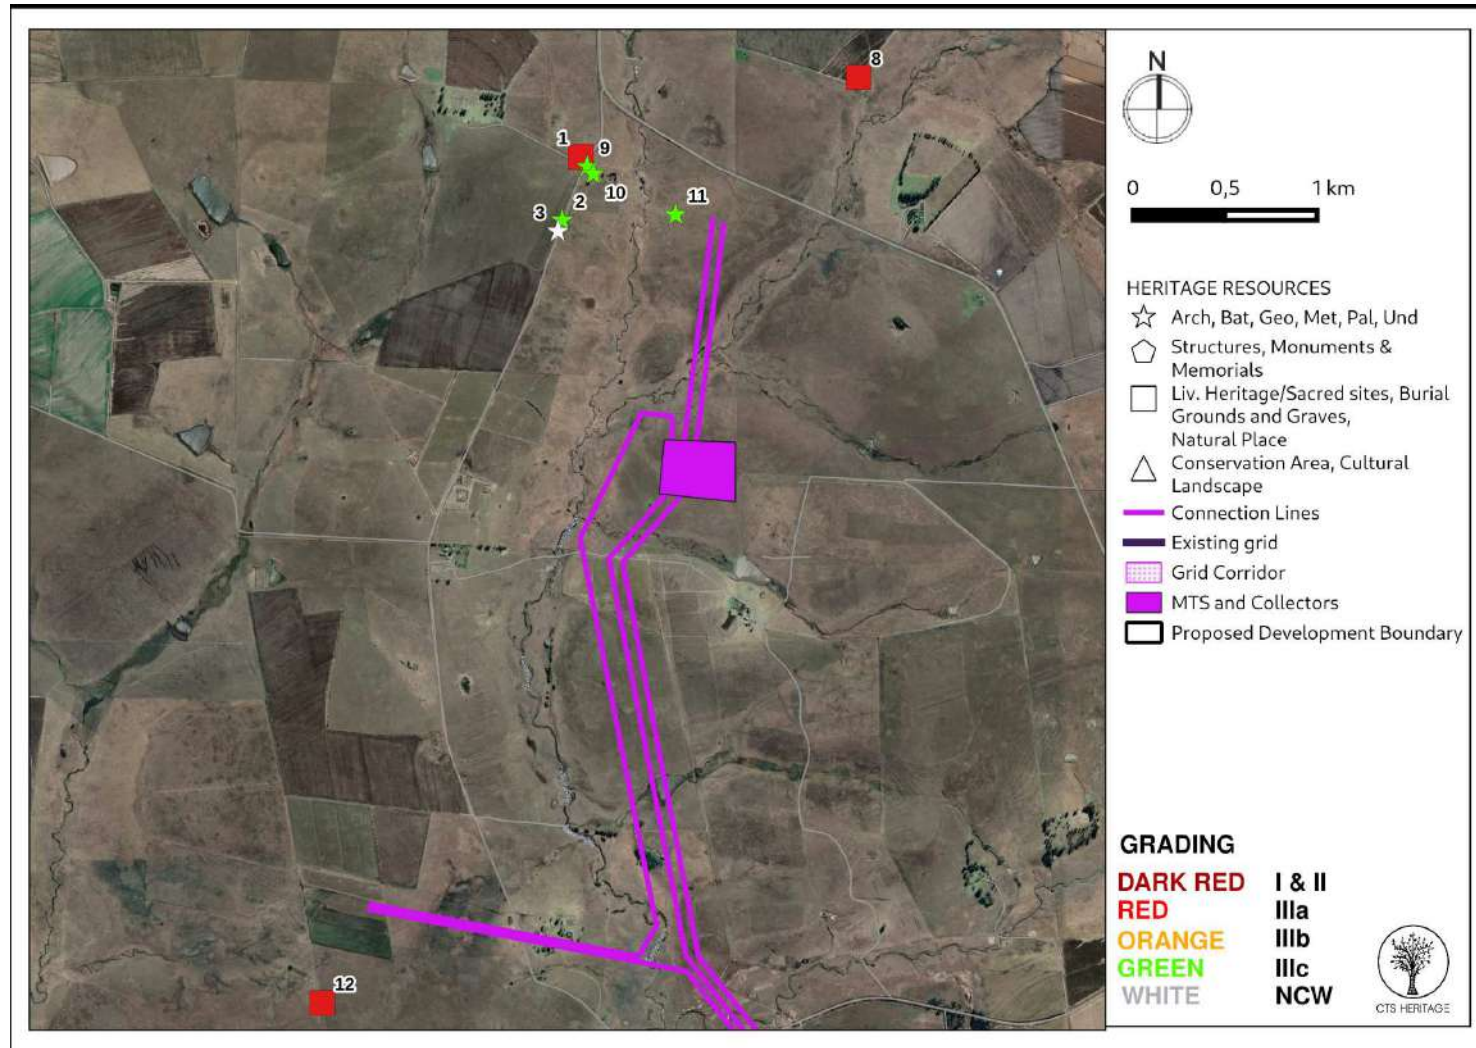 8
1
9
10
2
3
11
12
N
0 0,5 1 km
HERITAGE RESOURCES
Arch, Bat, Geo, Met, Pal, Und
Structures, Monuments &
Memorials
Liv. Heritage/Sacred sites, Burial
Grounds and Graves,
Natural Place
Conservation Area, Cultural
Landscape
Connection Lines
Existing grid
Grid Corridor
MTS and Collectors
Proposed Development Boundary
GRADING
DARK RED I & II
RED IIIa
ORANGE IIIb
GREEN IIIc
WHITE NCW
CTS HERITAGE